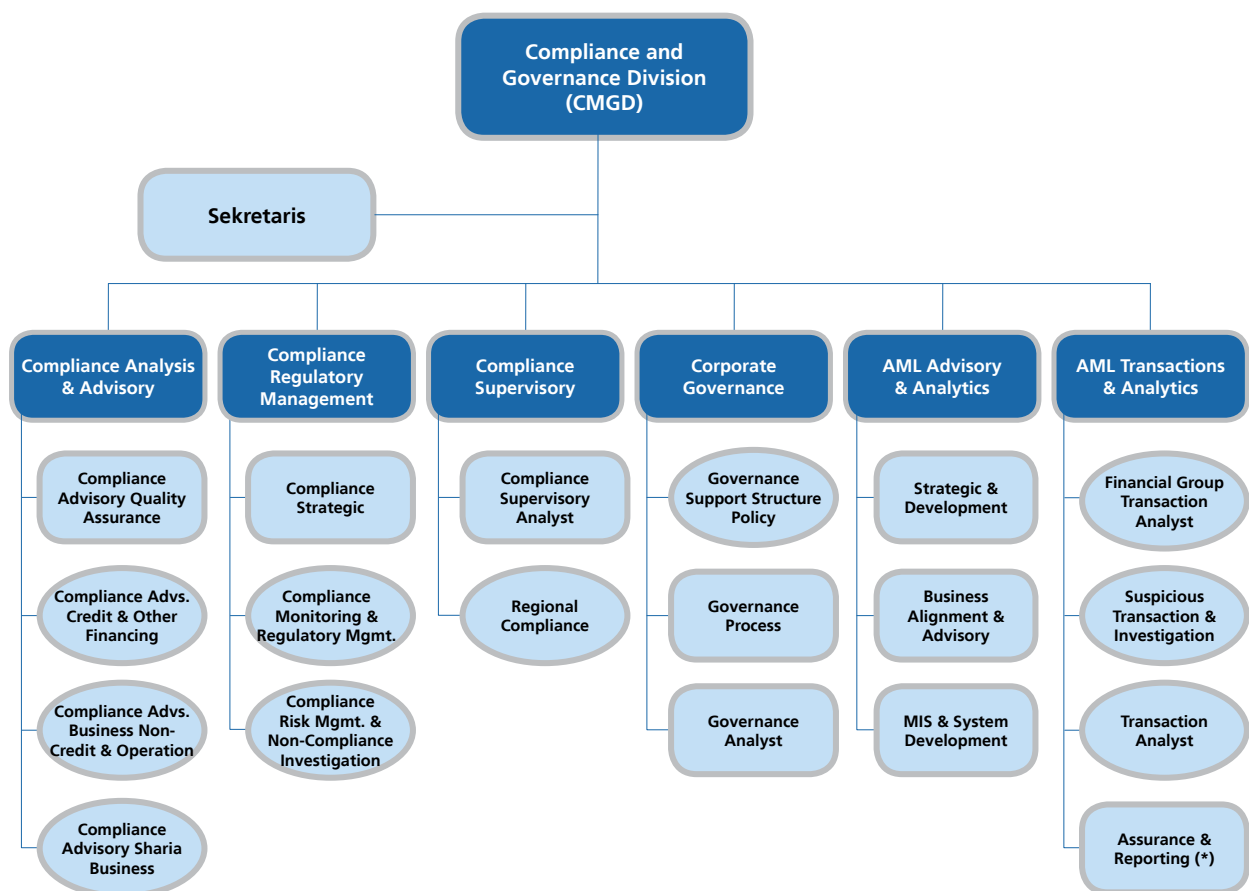 Compliance and
Governance Division
(CMGD)
Sekretaris
Compliance Analysis
& Advisory
Compliance
Regulatory
Management
Compliance
Supervisory
Corporate
Governance
AML Advisory
& Analytics
AML Transactions
& Analytics
Compliance
Advisory Quality
Assurance
Compliance Advs.
Credit & Other
Financing
Compliance Advs.
Business Non-
Credit & Operation
Compliance
Advisory Sharia
Business
Compliance
Strategic
Compliance
Monitoring &
Regulatory Mgmt.
Compliance
Risk Mgmt. &
Non-Compliance
Investigation
Compliance
Supervisory
Analyst
Regional
Compliance
Governance
Support Structure
Policy
Governance
Process
Governance
Analyst
Strategic &
Development
Business
Alignment &
Advisory
MIS & System
Development
Financial Group
Transaction
Analyst
Suspicious
Transaction &
Investigation
Transaction
Analyst
Assurance &
Reporting (*)